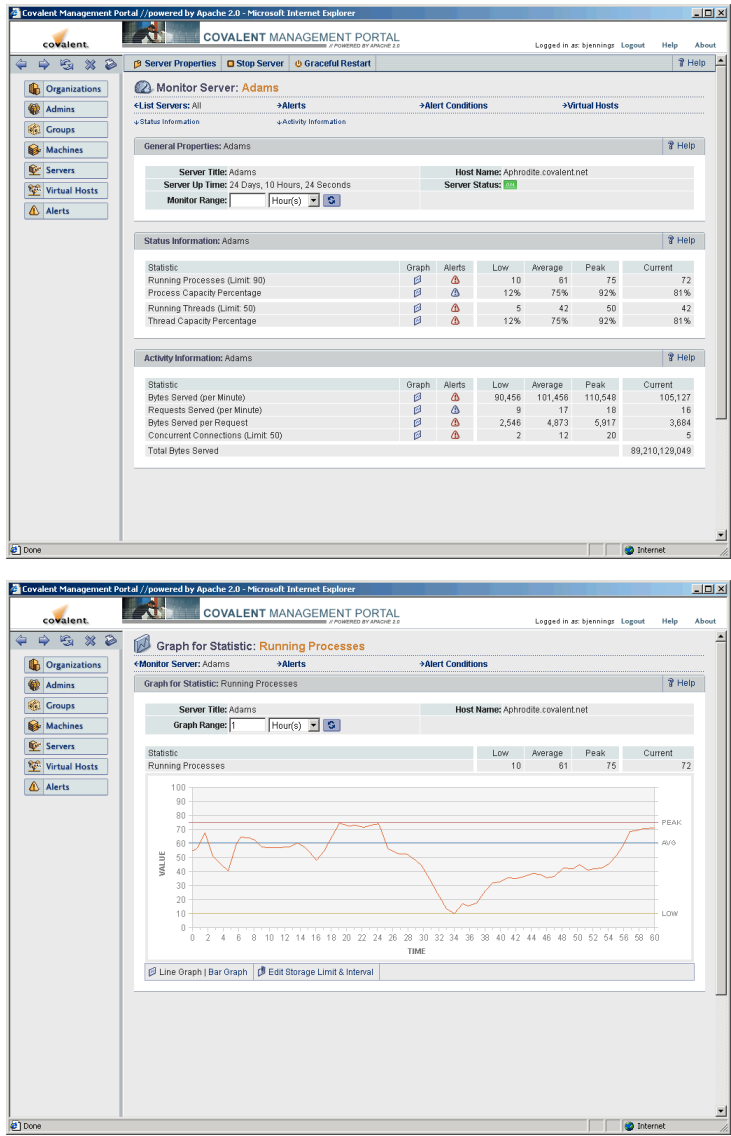 Covalent Management Portal //powered by Apache 2.0 - Microsoft Internet Explorer
covalent.
COVALENT MANAGEMENT PORTAL
// POWERED BY APACHE 2.0
Logged in as: bjennings Logout Help About
Server Properties Stop Server Graceful Restart Help
Organizations
Admins
Groups
Machines
Servers
Virtual Hosts
Alerts
Monitor Server: Adams
List Servers: All Alerts Alert Conditions Virtual Hosts
Status Information Activity Information
General Properties: Adams Help
Server Title: Adams Host Name: Aphrodite.covalent.net
Server Up Time: 24 Days, 10 Hours, 24 Seconds Server Status: ON
Monitor Range: Hour(s)
Status Information: Adams Help
Statistic Graph Alerts Low Average Peak Current
Running Processes (Limit: 90) 10 61 75 72
Process Capacity Percentage 12% 75% 92% 81%
Running Threads (Limit: 50) 5 42 50 42
Thread Capacity Percentage 12% 75% 92% 81%
Activity Information: Adams Help
Statistic Graph Alerts Low Average Peak Current
Bytes Served (per Minute) 90,456 101,456 110,548 105,127
Requests Served (per Minute) 9 17 18 16
Bytes Served per Request 2,546 4,873 5,917 3,684
Concurrent Connections (Limit: 50) 2 12 20 5
Total Bytes Served 89,210,129,049
Done Internet
Covalent Management Portal //powered by Apache 2.0 - Microsoft Internet Explorer
covalent.
COVALENT MANAGEMENT PORTAL
// POWERED BY APACHE 2.0
Logged in as: bjennings Logout Help About
Organizations
Admins
Groups
Machines
Servers
Virtual Hosts
Alerts
Graph for Statistic: Running Processes
Monitor Server: Adams Alerts Alert Conditions
Graph for Statistic: Running Processes Help
Server Title: Adams Host Name: Aphrodite.covalent.net
Graph Range: 1 Hour(s)
Statistic Low Average Peak Current
Running Processes 10 61 75 72
100
90
80
PEAK
70
60 AVG
50
VALUE
40
30
20
10 LOW
0
0 2 4 6 8 10 12 14 16 18 20 22 24 26 28 30 32 34 36 38 40 42 44 46 48 50 52 54 56 58 60
TIME
Line Graph | Bar Graph Edit Storage Limit & Interval
Done Internet